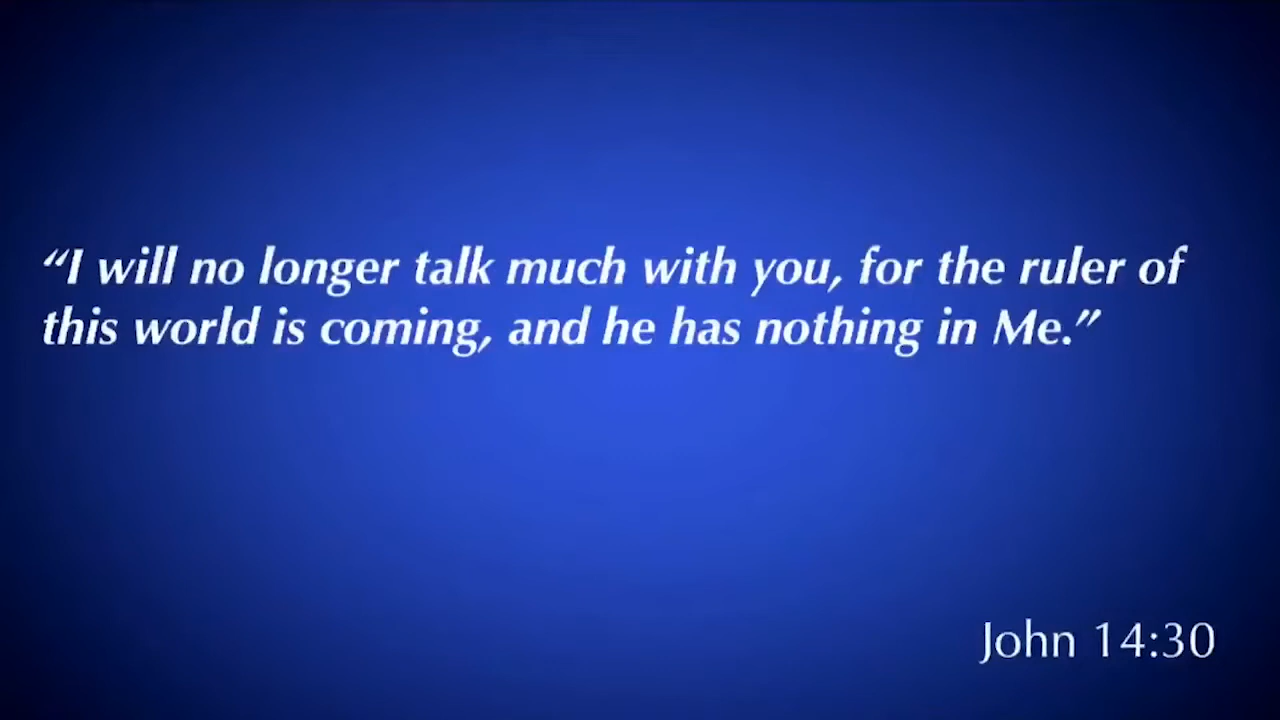 “I will no longer talk much with you, for the ruler of
this world is coming, and he has nothing in Me.”
John 14:30